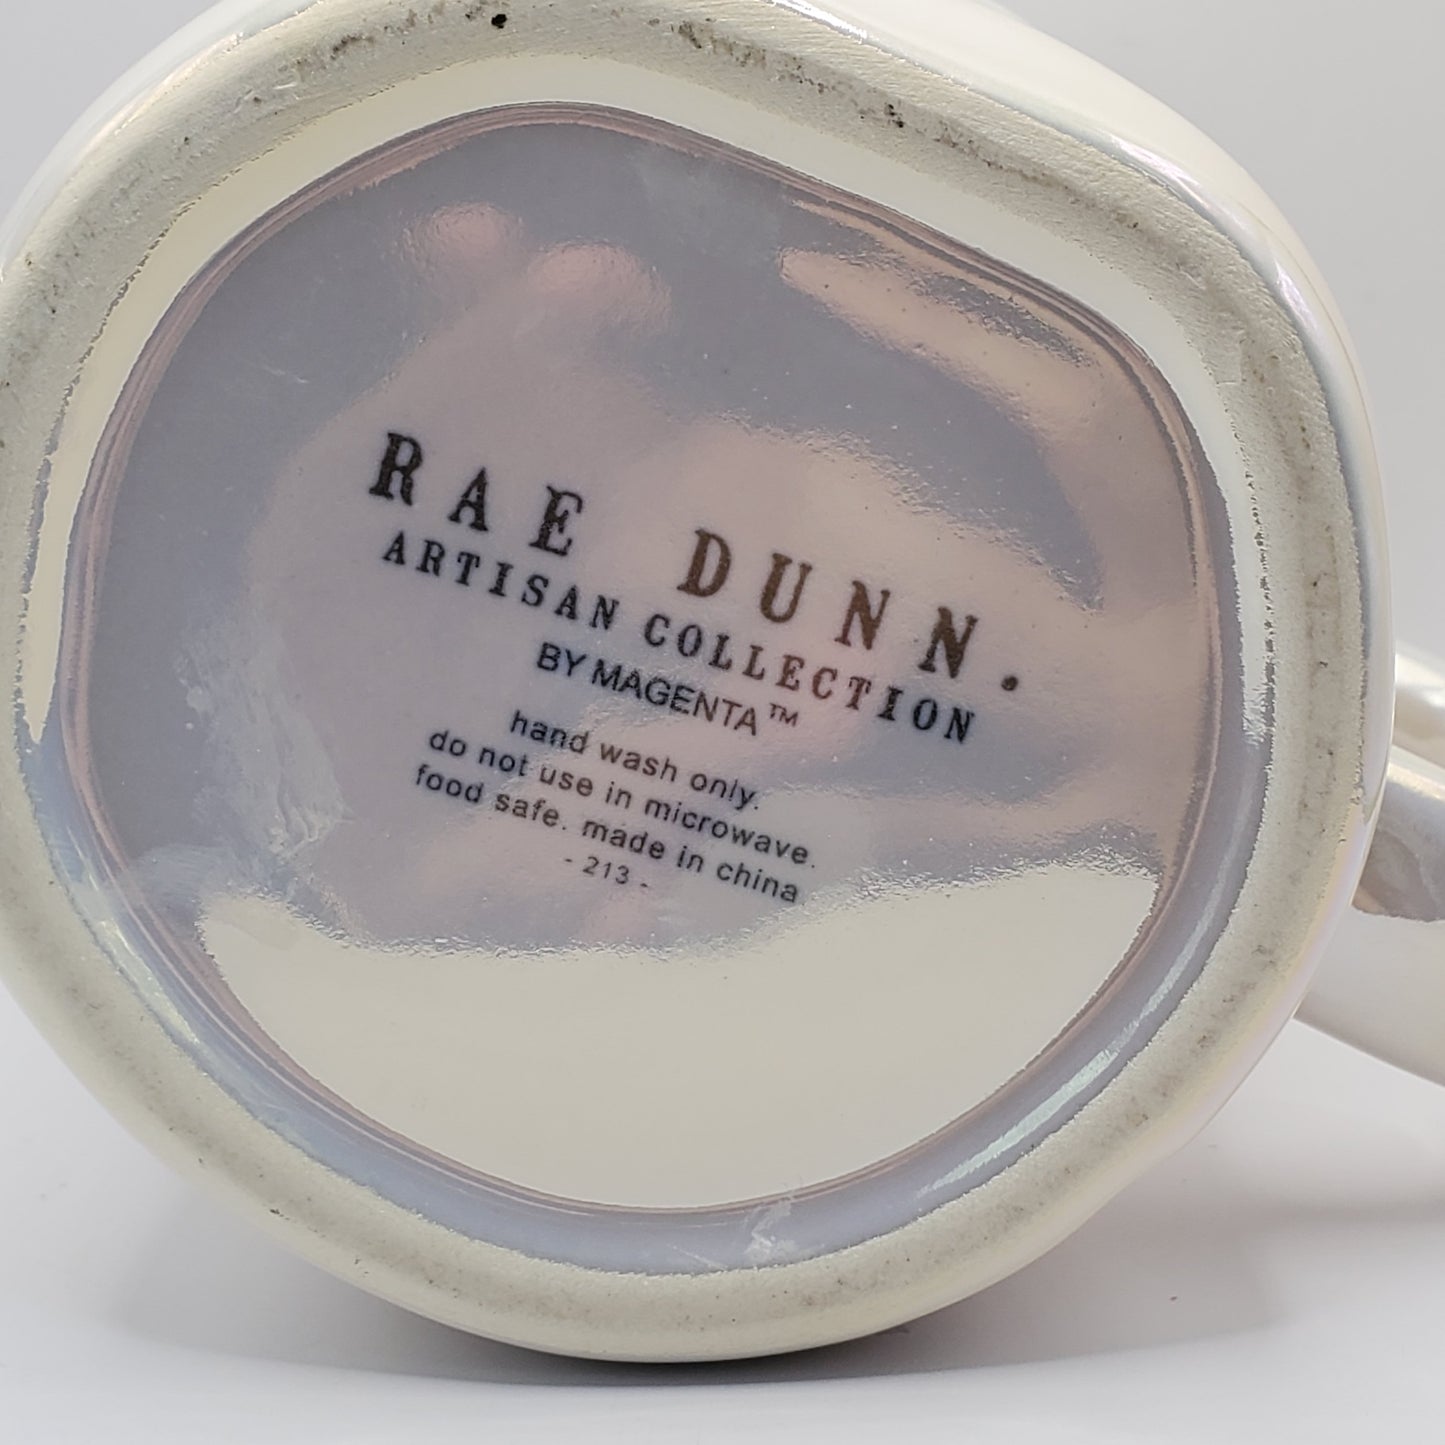 RAE DUNN.
ARTISAN COLLECTION
BY MAGENTA™
hand wash only.
do not use in microwave.
food safe. made in china
- 213 -